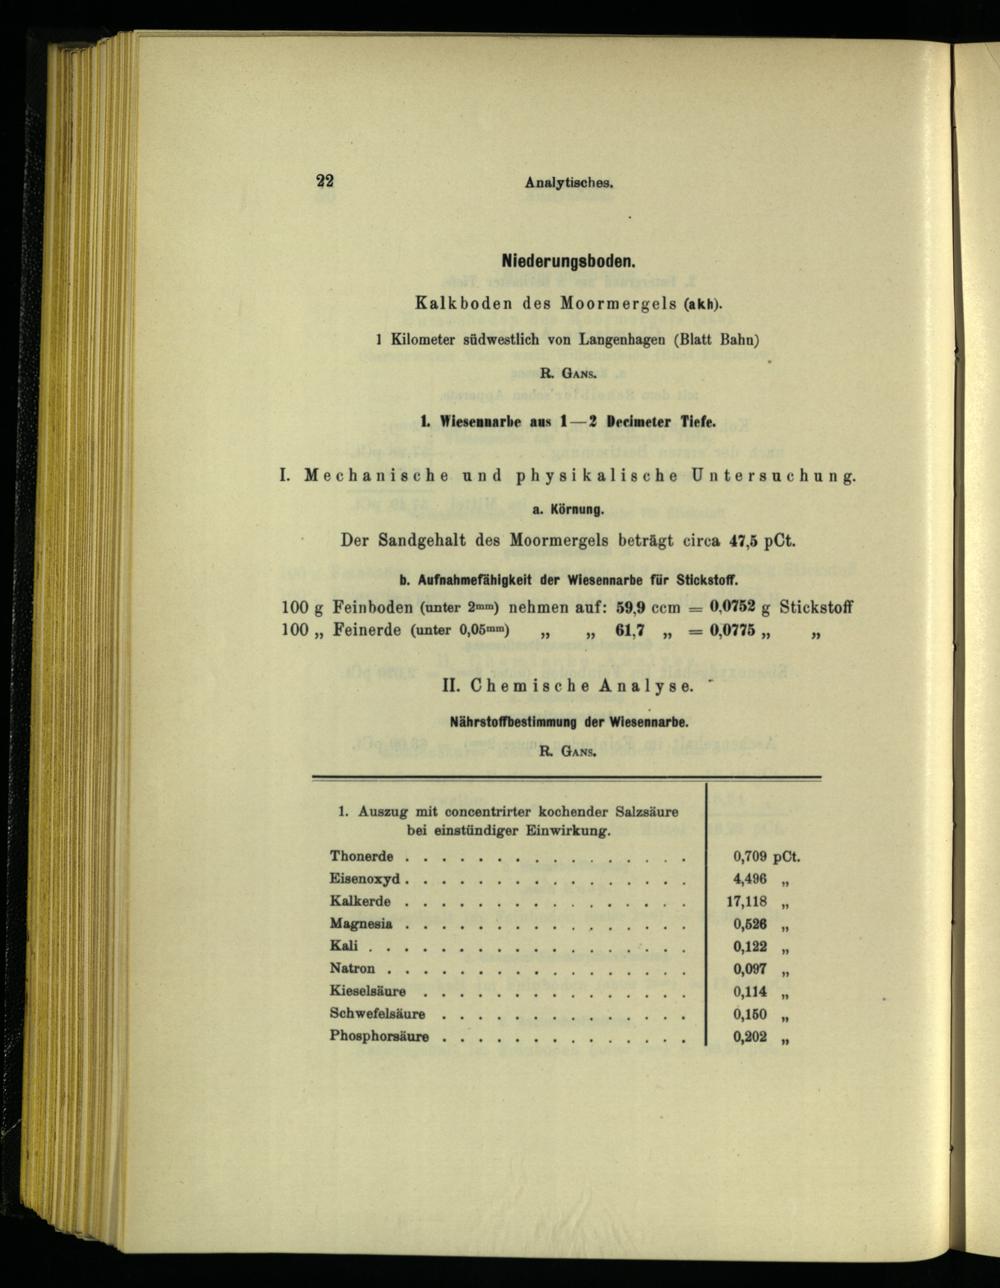 22 Analytisches.
Niederungsboden.
Kalkboden des Moormergels (akh).
1 Kilometer südwestlich von Langenhagen (Blatt Bahn)
R. Gans.
1. Wiesennarbe aus 1—2 Decimeter Tiefe.
I. Mechanische und physikalische Untersuchung.
a. Körnung.
Der Sandgehalt des Moormergels beträgt circa 47,5 pCt.
b. Aufnahmefähigkeit der Wiesennarbe für Stickstoff.
100 g Feinboden (unter 2mm) nehmen auf: 59,9 ccm = 0,0752 g Stickstoff
100 „ Feinerde (unter 0,05mm) „ „ 61,7 „ = 0,0775 „ „
II. Chemische Analyse.
Nährstoffbestimmung der Wiesennarbe.
R. Gans.
1. Auszug mit concentrirter kochender Salzsäure
bei einstündiger Einwirkung.
Thonerde . . . . . . . . . . . . . . . . 0,709 pCt.
Eisenoxyd . . . . . . . . . . . . . . . . 4,496 „
Kalkerde . . . . . . . . . . . . . . . . 17,118 „
Magnesia . . . . . . . . . . . . . . . . 0,526 „
Kali . . . . . . . . . . . . . . . . . . 0,122 „
Natron . . . . . . . . . . . . . . . . . 0,097 „
Kieselsäure . . . . . . . . . . . . . . . 0,114 „
Schwefelsäure . . . . . . . . . . . . . . 0,150 „
Phosphorsäure . . . . . . . . . . . . . . 0,202 „